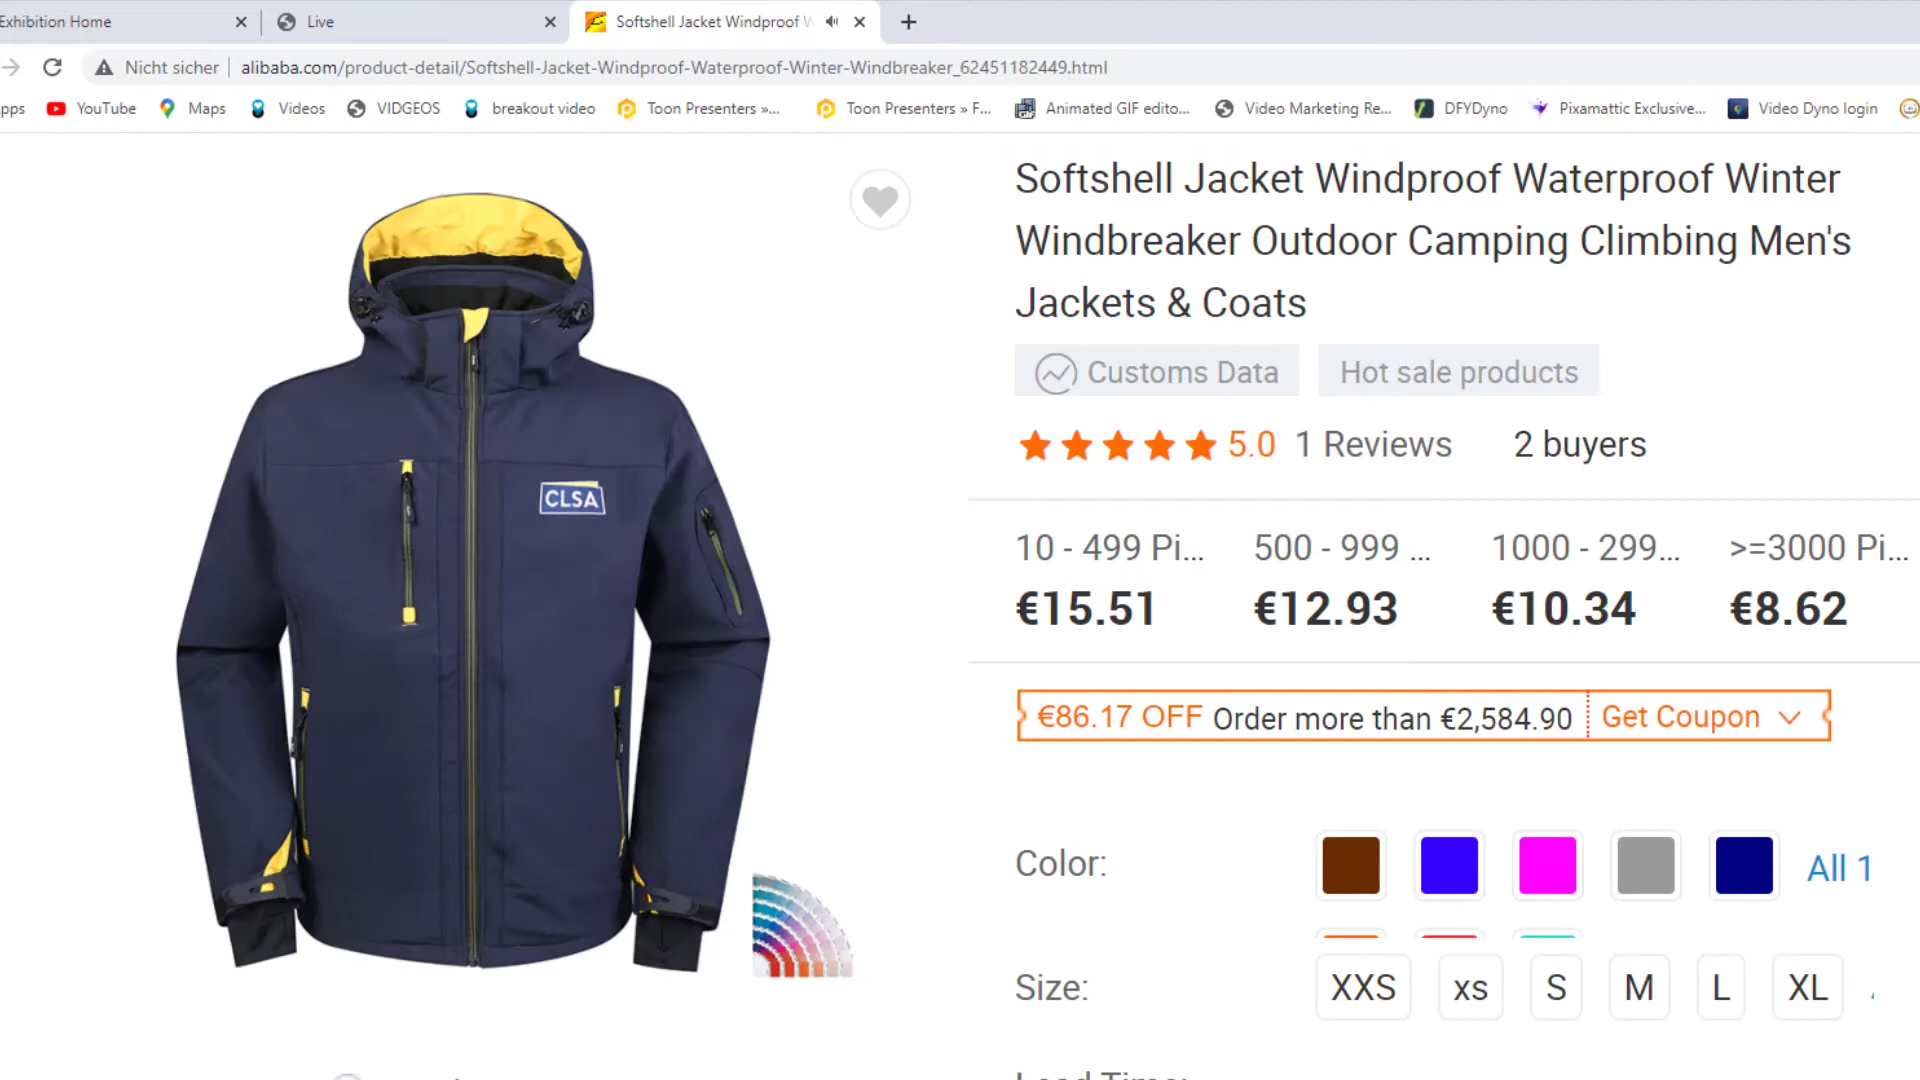 Exhibition Home
Live
Softshell Jacket Windproof W
Nicht sicher
alibaba.com/product-detail/Softshell-Jacket-Windproof-Waterproof-Winter-Windbreaker_62451182449.html
pps
YouTube
Maps
Videos
VIDGEOS
breakout video
Toon Presenters »...
Toon Presenters » F...
Animated GIF edito...
Video Marketing Re...
DFYDyno
Pixamattic Exclusive...
Video Dyno login
CLSA
Softshell Jacket Windproof Waterproof Winter
Windbreaker Outdoor Camping Climbing Men's
Jackets & Coats
Customs Data
Hot sale products
5.0 1 Reviews 2 buyers
10 - 499 Pi... 500 - 999 ... 1000 - 299... >=3000 Pi...
€15.51 €12.93 €10.34 €8.62
€86.17 OFF Order more than €2,584.90 Get Coupon
Color:
All 1
Size:
XXS xs S M L XL